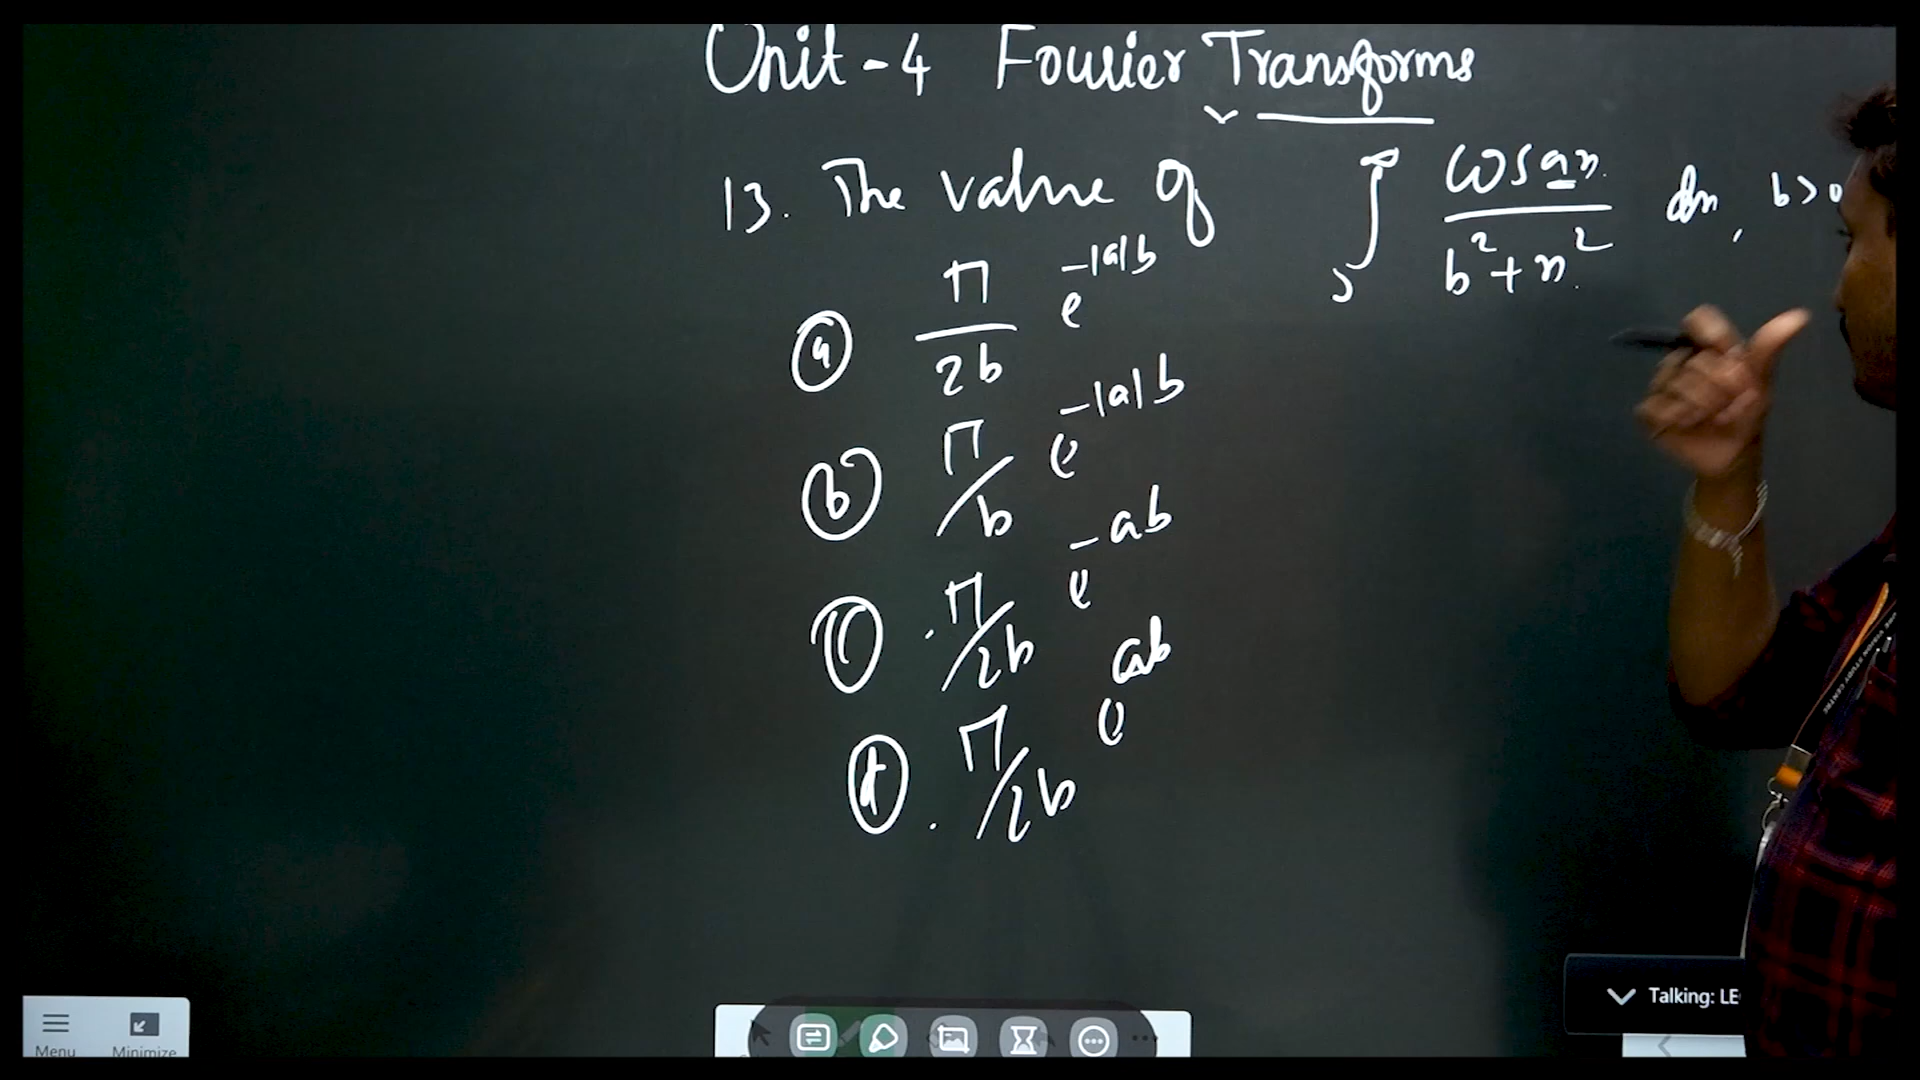 Unit - 4 Fourier Transforms
13. The value of ∫₀^∞ cos ax / (b² + x²) dx, b > 0
(a) π/2b e^(-|a|b)
(b) π/b e^(-|a|b)
(c) π/2b e^(-ab)
(d) π/2b e^(ab)
Talking: LE
Menu Minimize